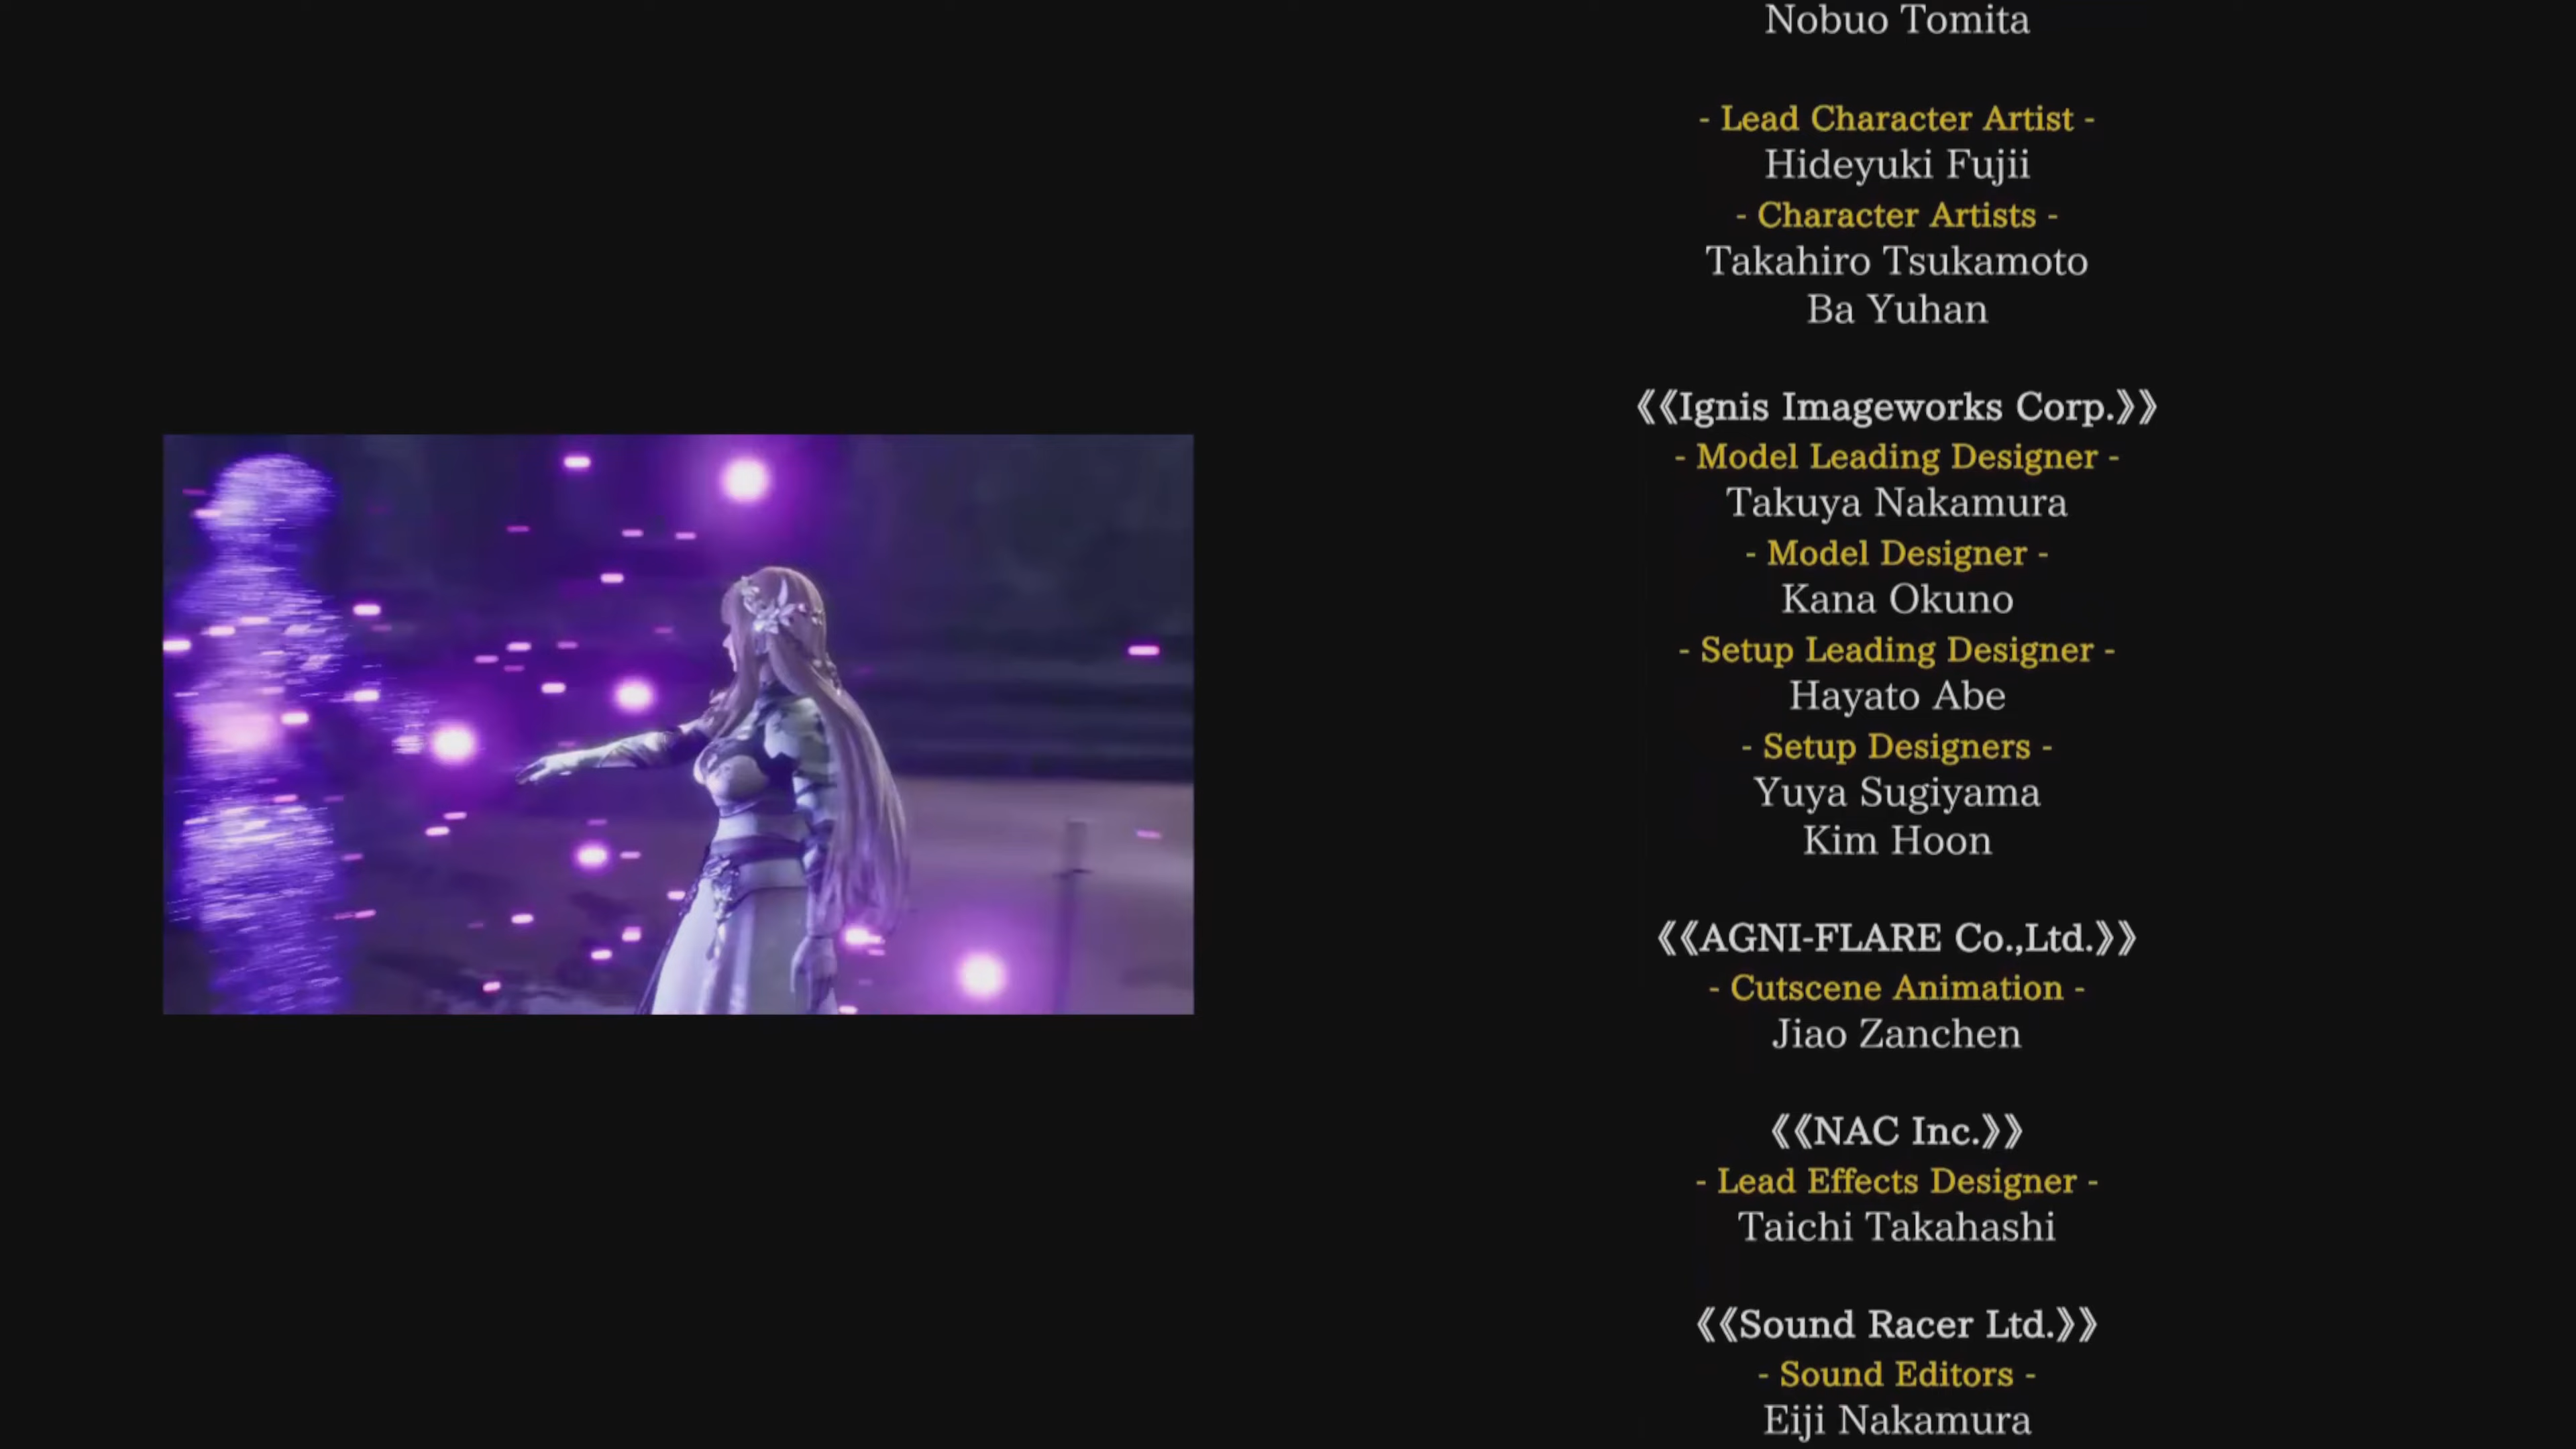 Nobuo Tomita
- Lead Character Artist -
Hideyuki Fujii
- Character Artists -
Takahiro Tsukamoto
Ba Yuhan
《《Ignis Imageworks Corp.》》
- Model Leading Designer -
Takuya Nakamura
- Model Designer -
Kana Okuno
- Setup Leading Designer -
Hayato Abe
- Setup Designers -
Yuya Sugiyama
Kim Hoon
《《AGNI-FLARE Co.,Ltd.》》
- Cutscene Animation -
Jiao Zanchen
《《NAC Inc.》》
- Lead Effects Designer -
Taichi Takahashi
《《Sound Racer Ltd.》》
- Sound Editors -
Eiji Nakamura